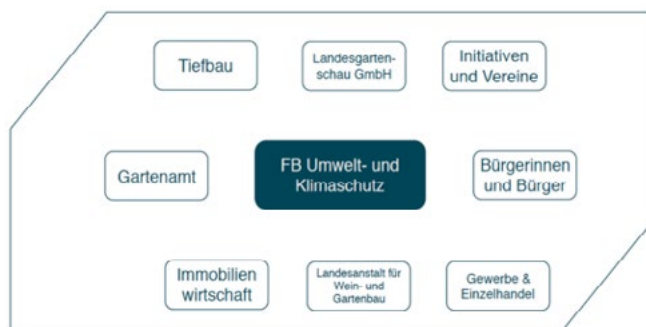 Tiefbau
Landesgarten-
schau GmbH
Initiativen
und Vereine
Gartenamt
FB Umwelt- und
Klimaschutz
Bürgerinnen
und Bürger
Immobilien
wirtschaft
Landesanstalt für
Wein- und
Gartenbau
Gewerbe &
Einzelhandel